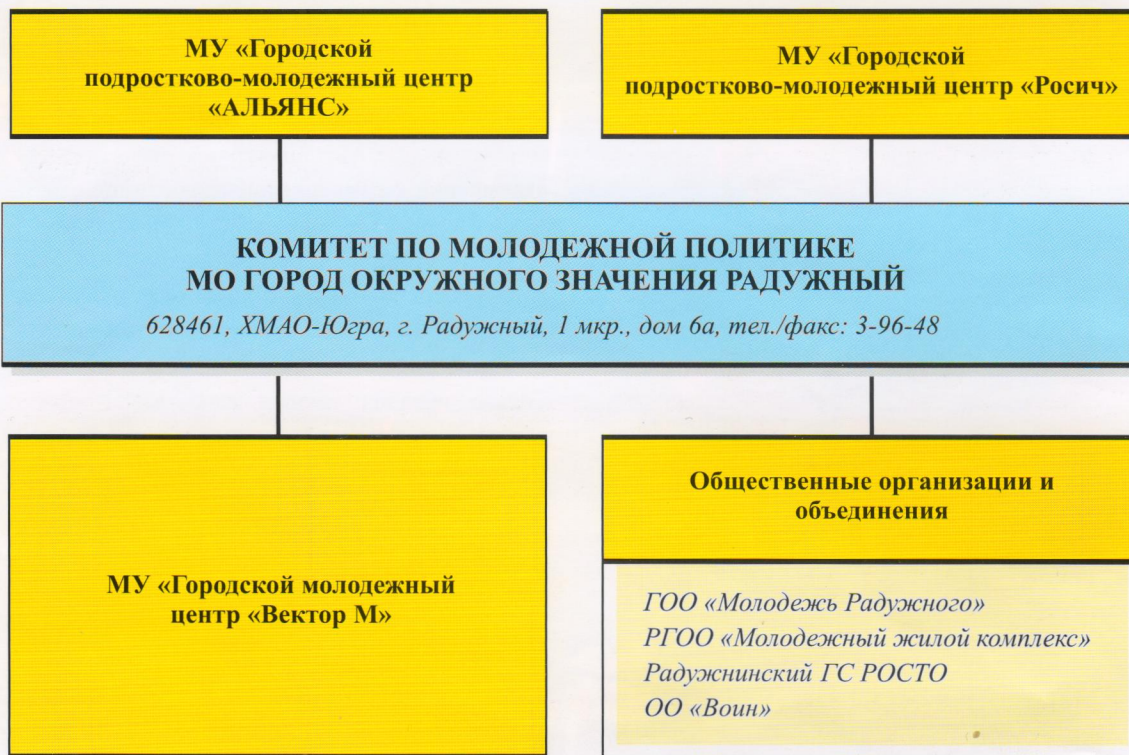 МУ «Городской
подростково-молодежный центр
«АЛЬЯНС»
МУ «Городской
подростково-молодежный центр «Росич»
КОМИТЕТ ПО МОЛОДЕЖНОЙ ПОЛИТИКЕ
МО ГОРОД ОКРУЖНОГО ЗНАЧЕНИЯ РАДУЖНЫЙ
628461, ХМАО-Югра, г. Радужный, 1 мкр., дом 6а, тел./факс: 3-96-48
МУ «Городской молодежный
центр «Вектор М»
Общественные организации и
объединения
ГОО «Молодежь Радужного»
РГОО «Молодежный жилой комплекс»
Радужнинский ГС РОСТО
ОО «Воин»